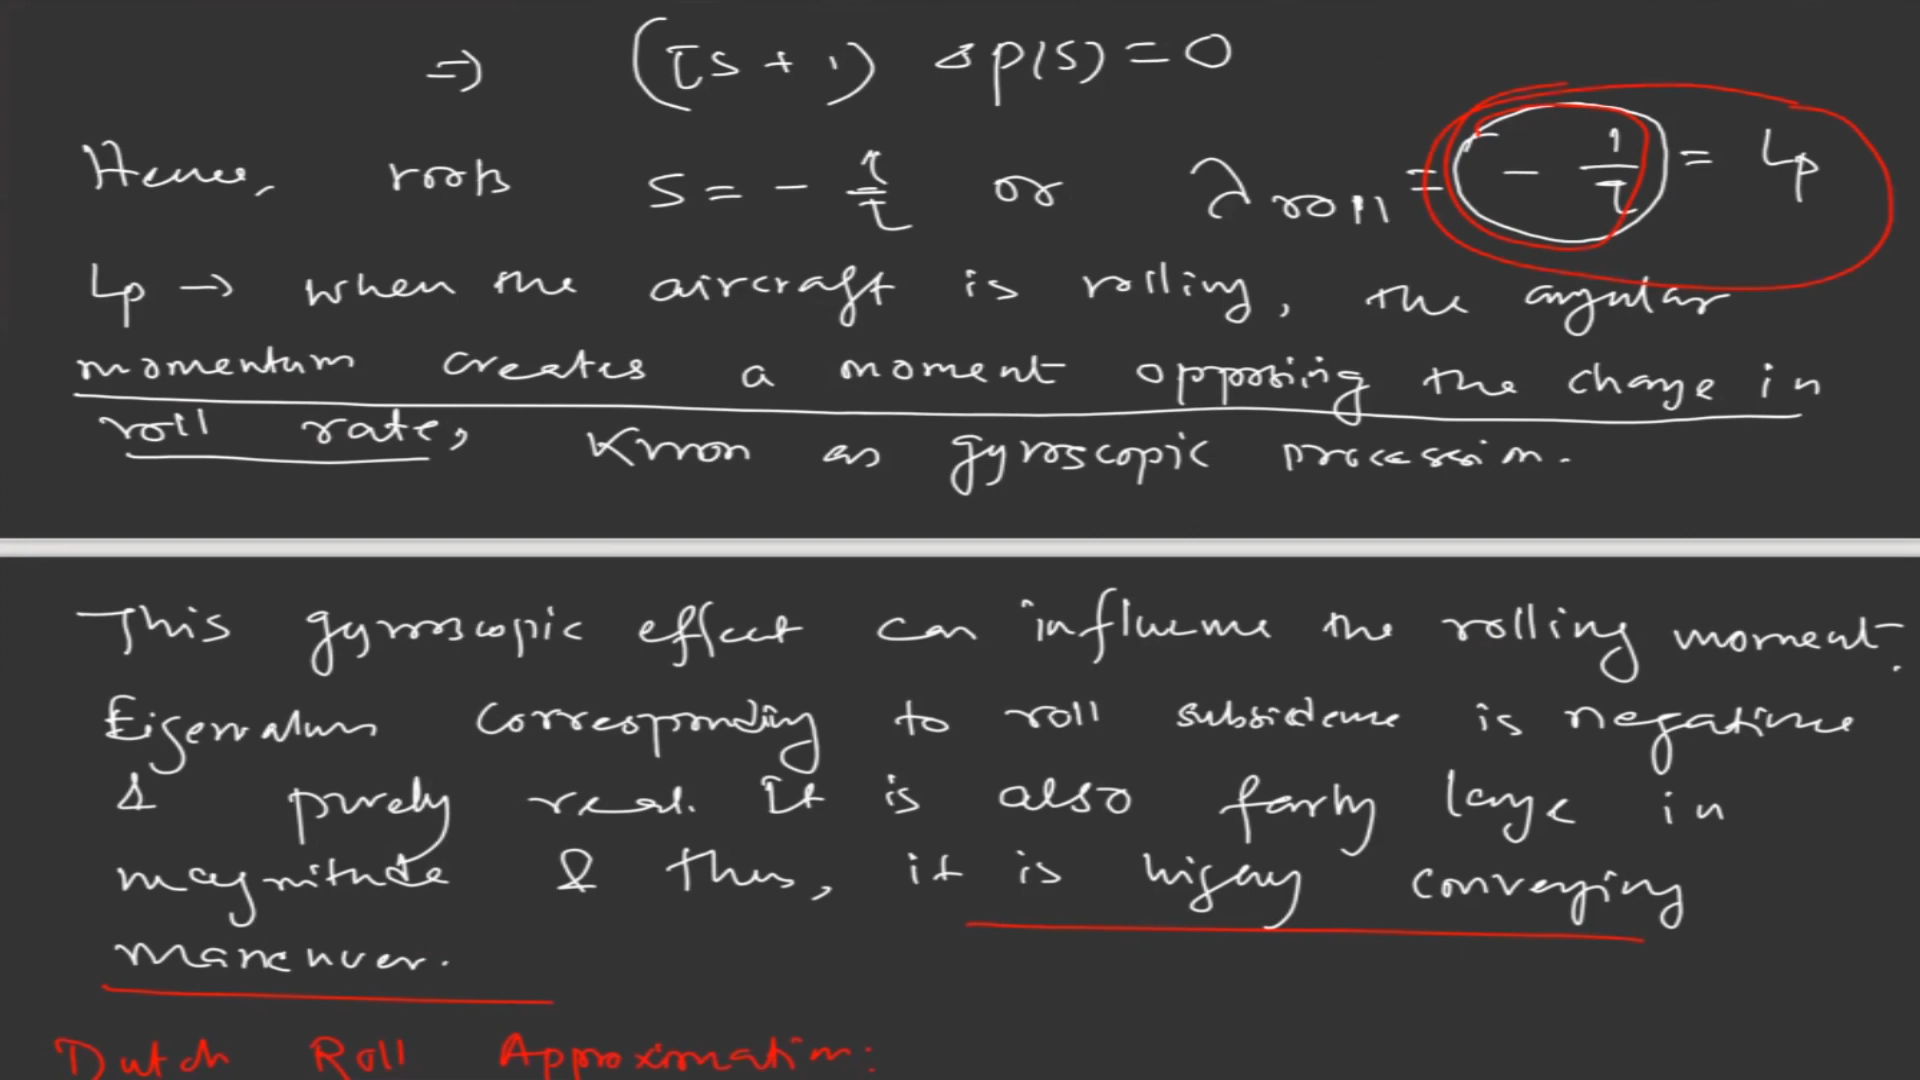 ⇒ (τs + 1) Δp(s) = 0
Hence, roots s = - 1/τ or λ roll = - 1/τ = Lp
Lp → when the aircraft is rolling, the angular
momentum creates a moment opposing the change in
roll rate, known as gyroscopic precession.
This gyroscopic effect can influence the rolling moment.
Eigenvalues corresponding to roll subsidence is negative
& purely real. It is also fairly large in
magnitude & thus, it is highly converging
maneuver.
Dutch Roll Approximation: